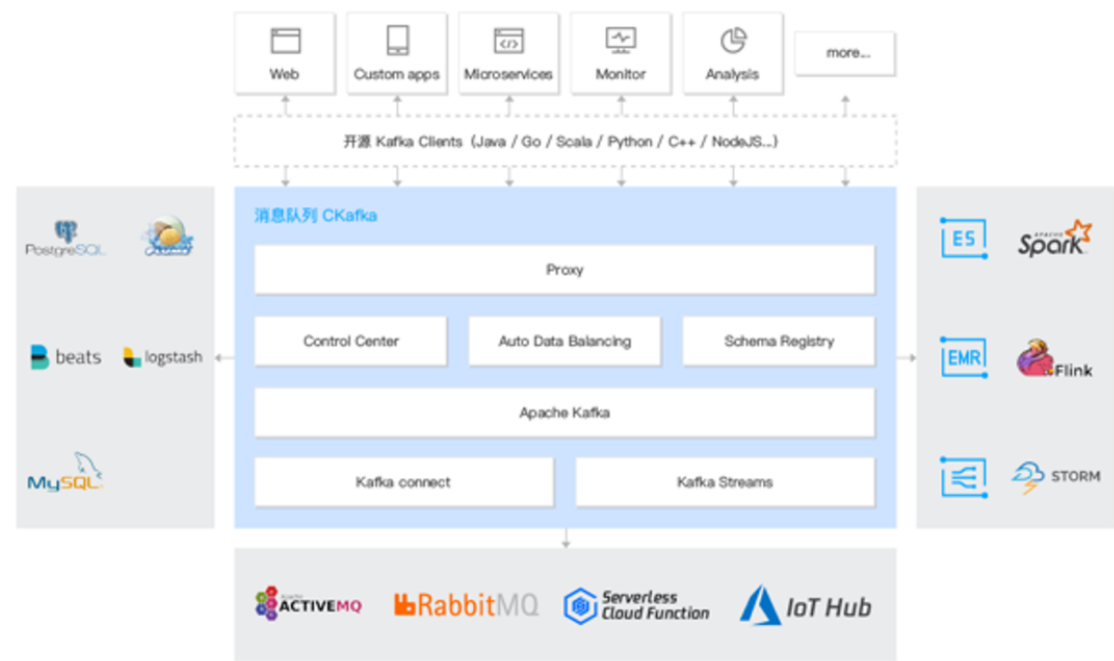 Web
Custom apps
Microservices
Monitor
Analysis
more...
开源 Kafka Clients（Java / Go / Scala / Python / C++ / NodeJS...）
消息队列 CKafka
Proxy
Control Center
Auto Data Balancing
Schema Registry
Apache Kafka
Kafka connect
Kafka Streams
PostgreSQL
beats
logstash
MySQL
ES
APACHE
Spark
EMR
Flink
STORM
ACTIVEMQ
RabbitMQ
Serverless
Cloud Function
IoT Hub